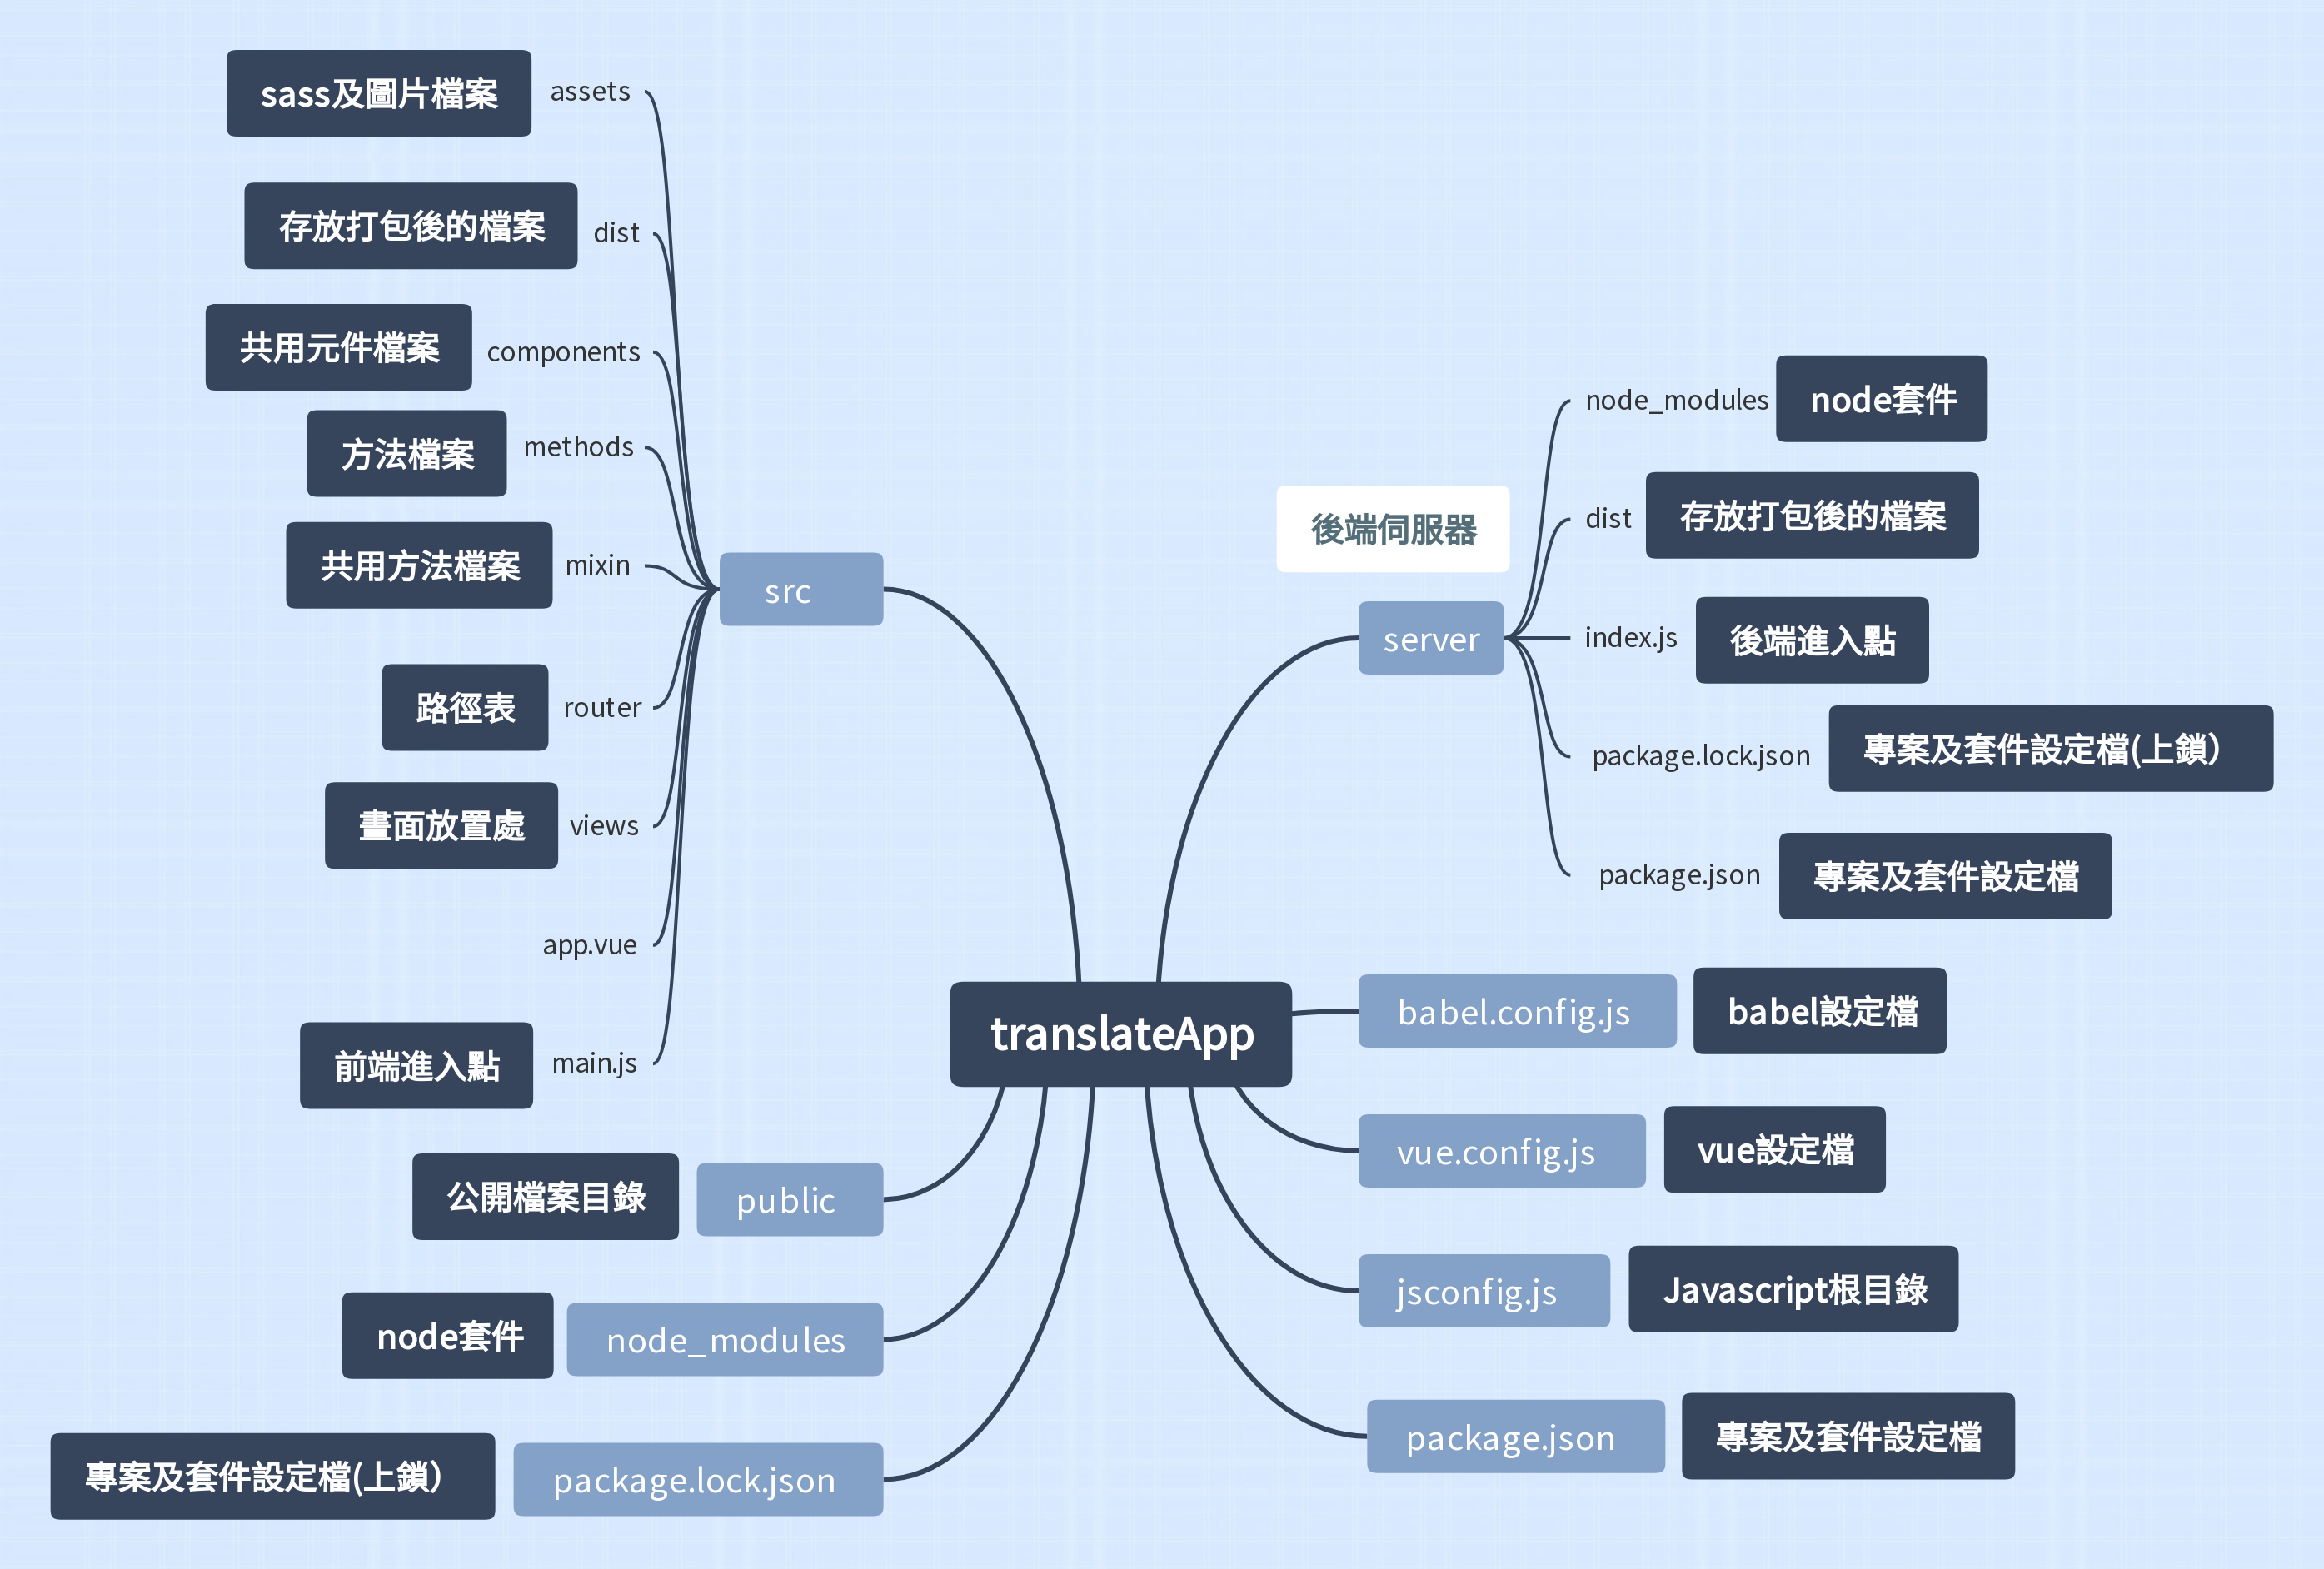 sass及圖片檔案 assets
存放打包後的檔案 dist
共用元件檔案 components
方法檔案 methods
共用方法檔案 mixin
src
路徑表 router
畫面放置處 views
app.vue
前端進入點 main.js
公開檔案目錄 public
node套件 node_modules
專案及套件設定檔(上鎖） package.lock.json
translateApp
後端伺服器
server
node_modules node套件
dist 存放打包後的檔案
index.js 後端進入點
package.lock.json 專案及套件設定檔(上鎖）
package.json 專案及套件設定檔
babel.config.js babel設定檔
vue.config.js vue設定檔
jsconfig.js Javascript根目錄
package.json 專案及套件設定檔